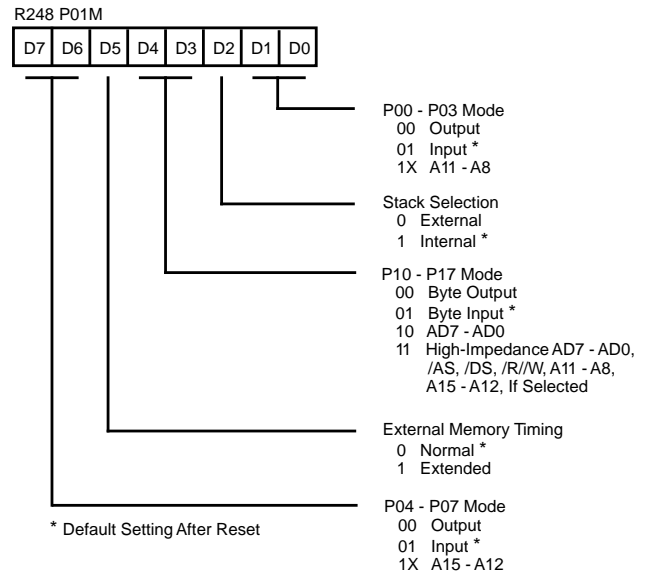 R248 P01M
D7 D6 D5 D4 D3 D2 D1 D0
P00 - P03 Mode
00 Output
01 Input *
1X A11 - A8
Stack Selection
0 External
1 Internal *
P10 - P17 Mode
00 Byte Output
01 Byte Input *
10 AD7 - AD0
11 High-Impedance AD7 - AD0,
/AS, /DS, /R//W, A11 - A8,
A15 - A12, If Selected
External Memory Timing
0 Normal *
1 Extended
P04 - P07 Mode
00 Output
01 Input *
1X A15 - A12
* Default Setting After Reset